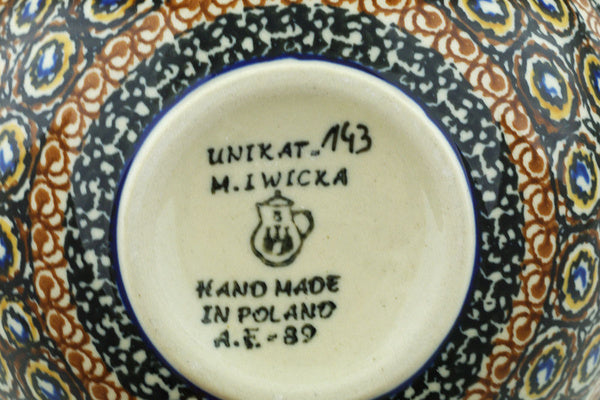 UNIKAT-143
M.IWICKA
HAND MADE
IN POLAND
A.F.-89